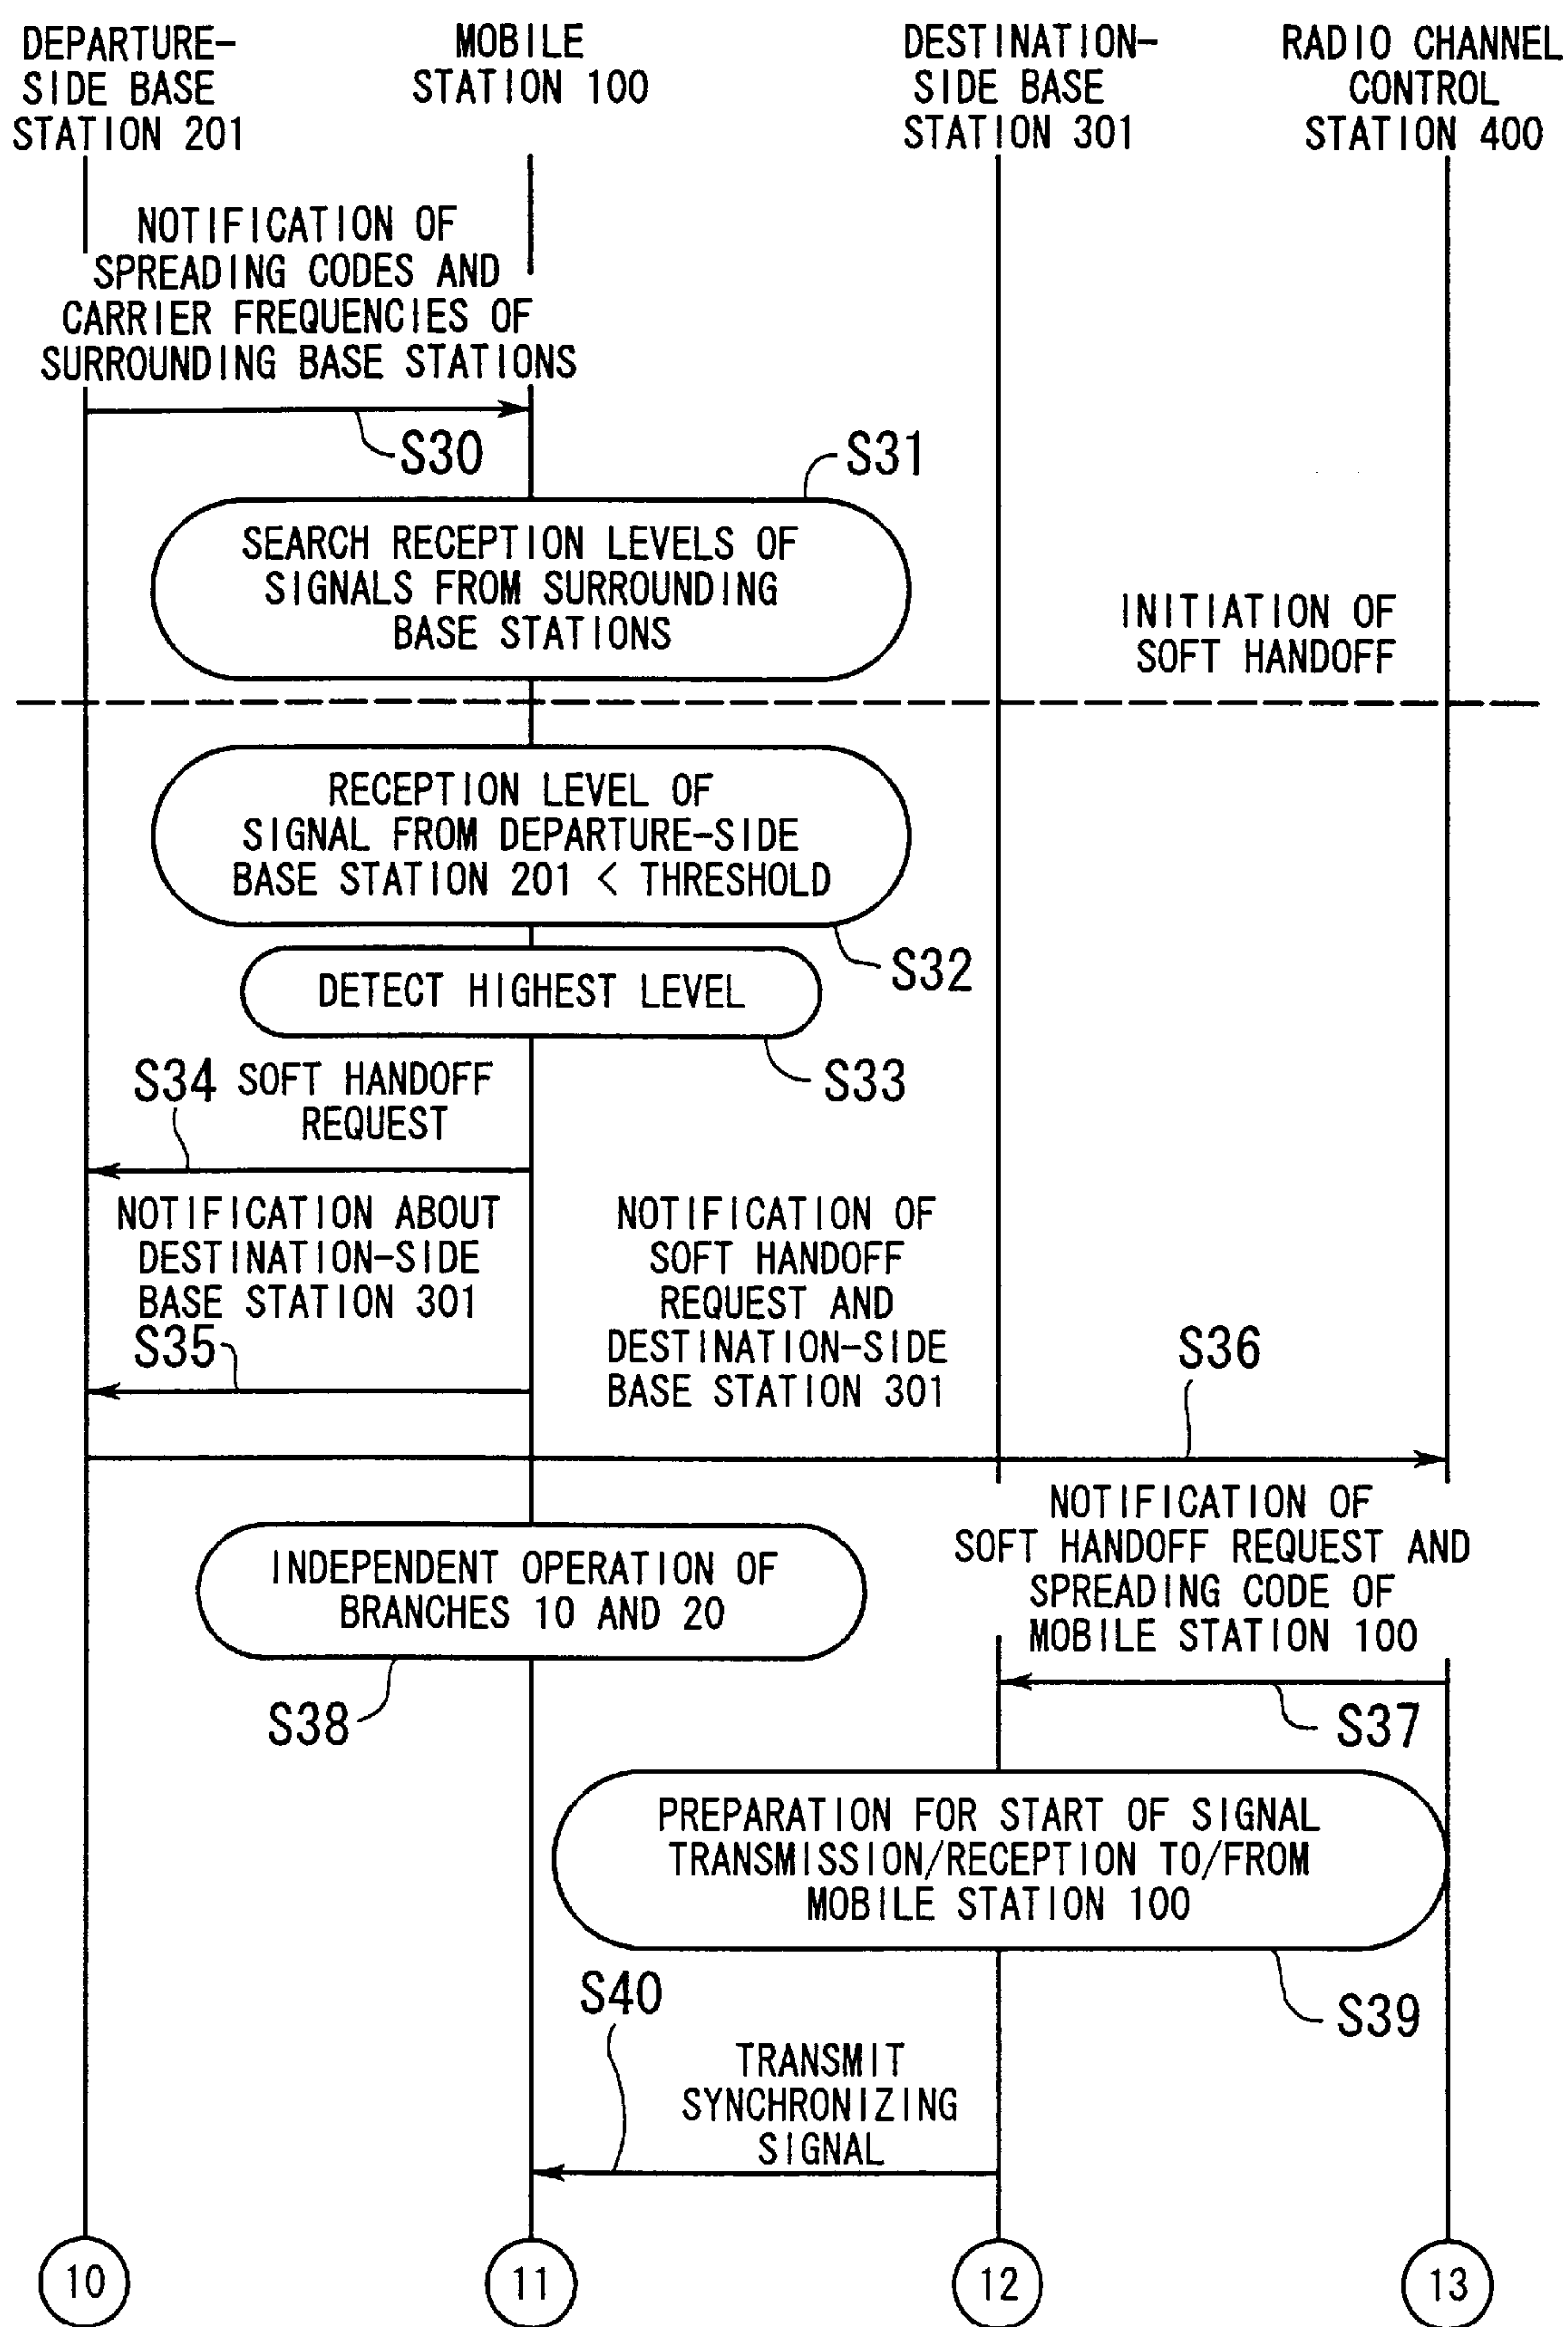 DEPARTURE-
SIDE BASE
STATION 201
MOBILE
STATION 100
DESTINATION-
SIDE BASE
STATION 301
RADIO CHANNEL
CONTROL
STATION 400
NOTIFICATION OF
SPREADING CODES AND
CARRIER FREQUENCIES OF
SURROUNDING BASE STATIONS
S30
S31
SEARCH RECEPTION LEVELS OF
SIGNALS FROM SURROUNDING
BASE STATIONS
INITIATION OF
SOFT HANDOFF
RECEPTION LEVEL OF
SIGNAL FROM DEPARTURE-SIDE
BASE STATION 201 < THRESHOLD
S32
DETECT HIGHEST LEVEL
S33
S34 SOFT HANDOFF
REQUEST
NOTIFICATION ABOUT
DESTINATION-SIDE
BASE STATION 301
S35
NOTIFICATION OF
SOFT HANDOFF
REQUEST AND
DESTINATION-SIDE
BASE STATION 301
S36
INDEPENDENT OPERATION OF
BRANCHES 10 AND 20
S38
NOTIFICATION OF
SOFT HANDOFF REQUEST AND
SPREADING CODE OF
MOBILE STATION 100
S37
PREPARATION FOR START OF SIGNAL
TRANSMISSION/RECEPTION TO/FROM
MOBILE STATION 100
S39
S40
TRANSMIT
SYNCHRONIZING
SIGNAL
10
11
12
13